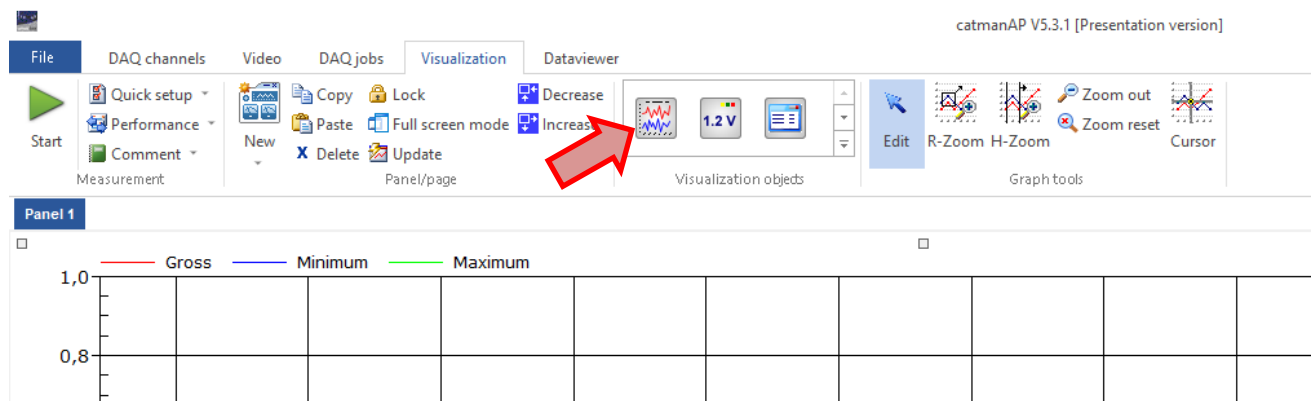 catmanAP V5.3.1 [Presentation version]
File DAQ channels Video DAQ jobs Visualization Dataviewer
Start
Quick setup
Performance
Comment
Measurement
New
Copy
Paste
X Delete
Lock
Full screen mode
Update
Decrease
Increase
Panel/page
1.2 V
Visualization objects
Edit
R-Zoom
H-Zoom
Zoom out
Zoom reset
Cursor
Graph tools
Panel 1
Gross Minimum Maximum
1,0
0,8